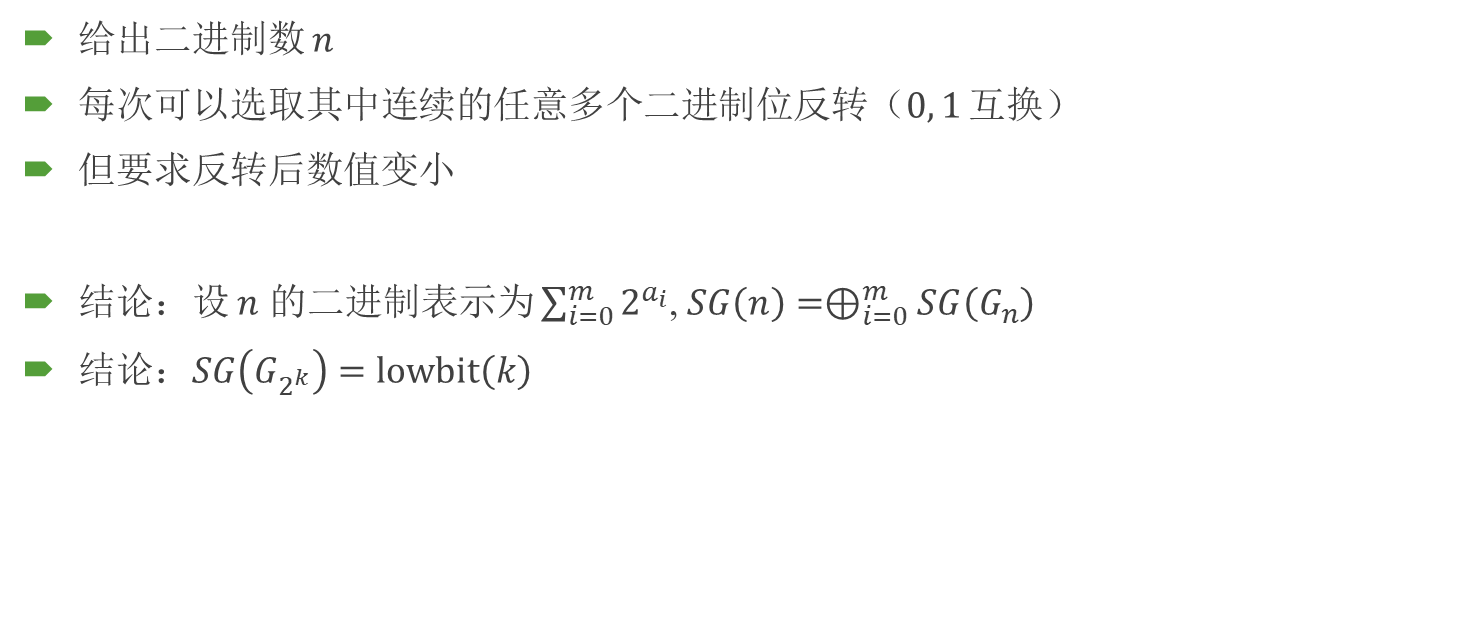 给出二进制数 n
每次可以选取其中连续的任意多个二进制位反转（0, 1 互换）
但要求反转后数值变小
结论：设 n 的二进制表示为 ∑_{i=0}^{m} 2^{a_i}, SG(n) =⊕_{i=0}^{m} SG(G_n)
结论：SG(G_{2^k}) = lowbit(k)